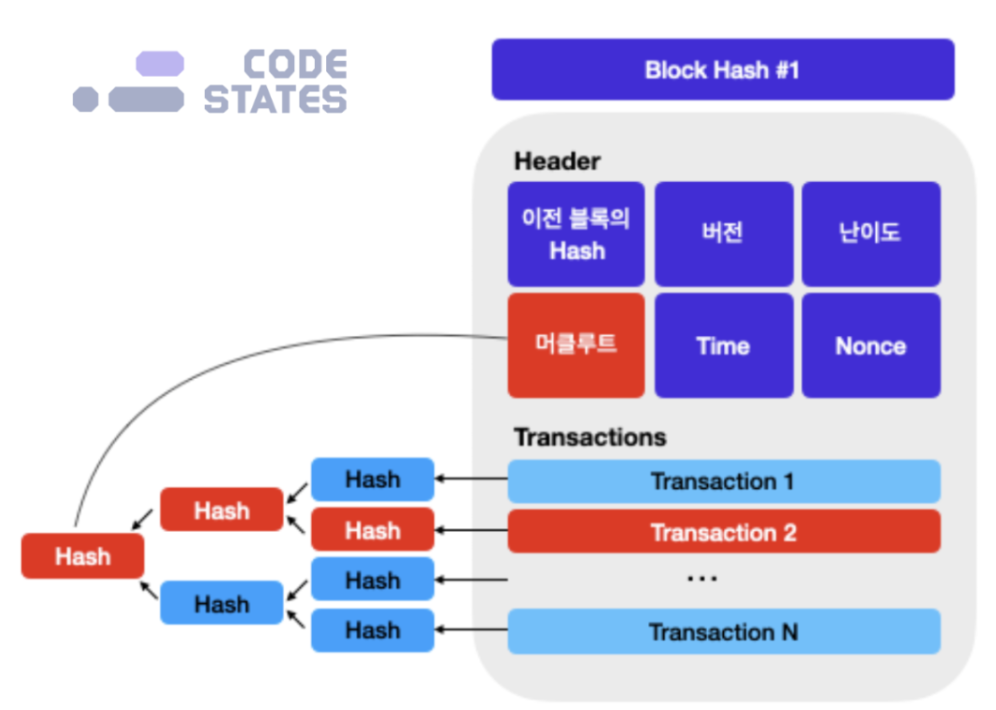 CODE
STATES
Block Hash #1
Header
이전 블록의
Hash
버전
난이도
머클루트
Time
Nonce
Transactions
Hash
Transaction 1
Hash
Hash
Transaction 2
Hash
Hash
...
Hash
Hash
Transaction N